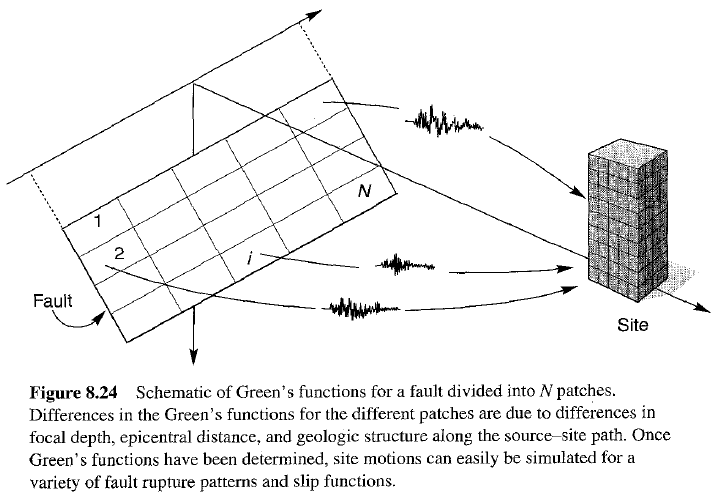 1
2
i
N
Fault
Site
Figure 8.24 Schematic of Green's functions for a fault divided into N patches.
Differences in the Green's functions for the different patches are due to differences in
focal depth, epicentral distance, and geologic structure along the source–site path. Once
Green's functions have been determined, site motions can easily be simulated for a
variety of fault rupture patterns and slip functions.